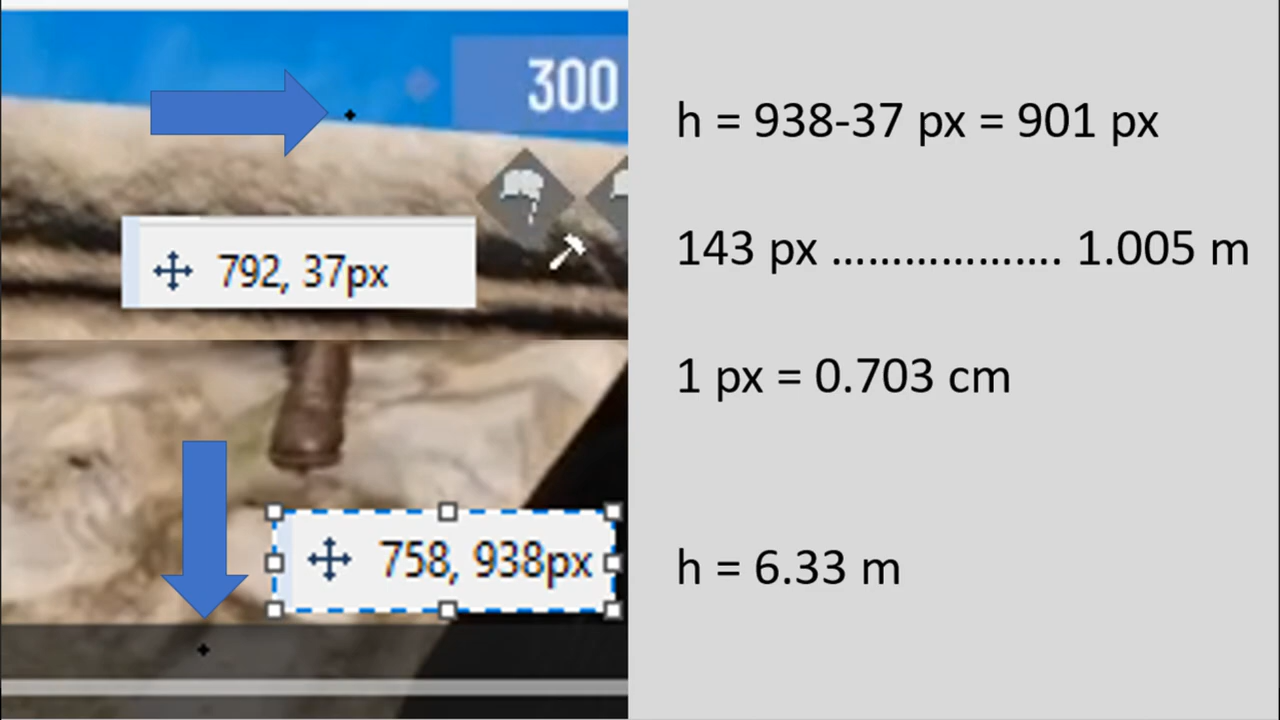 300
792, 37px
758, 938px
h = 938-37 px = 901 px
143 px ................... 1.005 m
1 px = 0.703 cm
h = 6.33 m